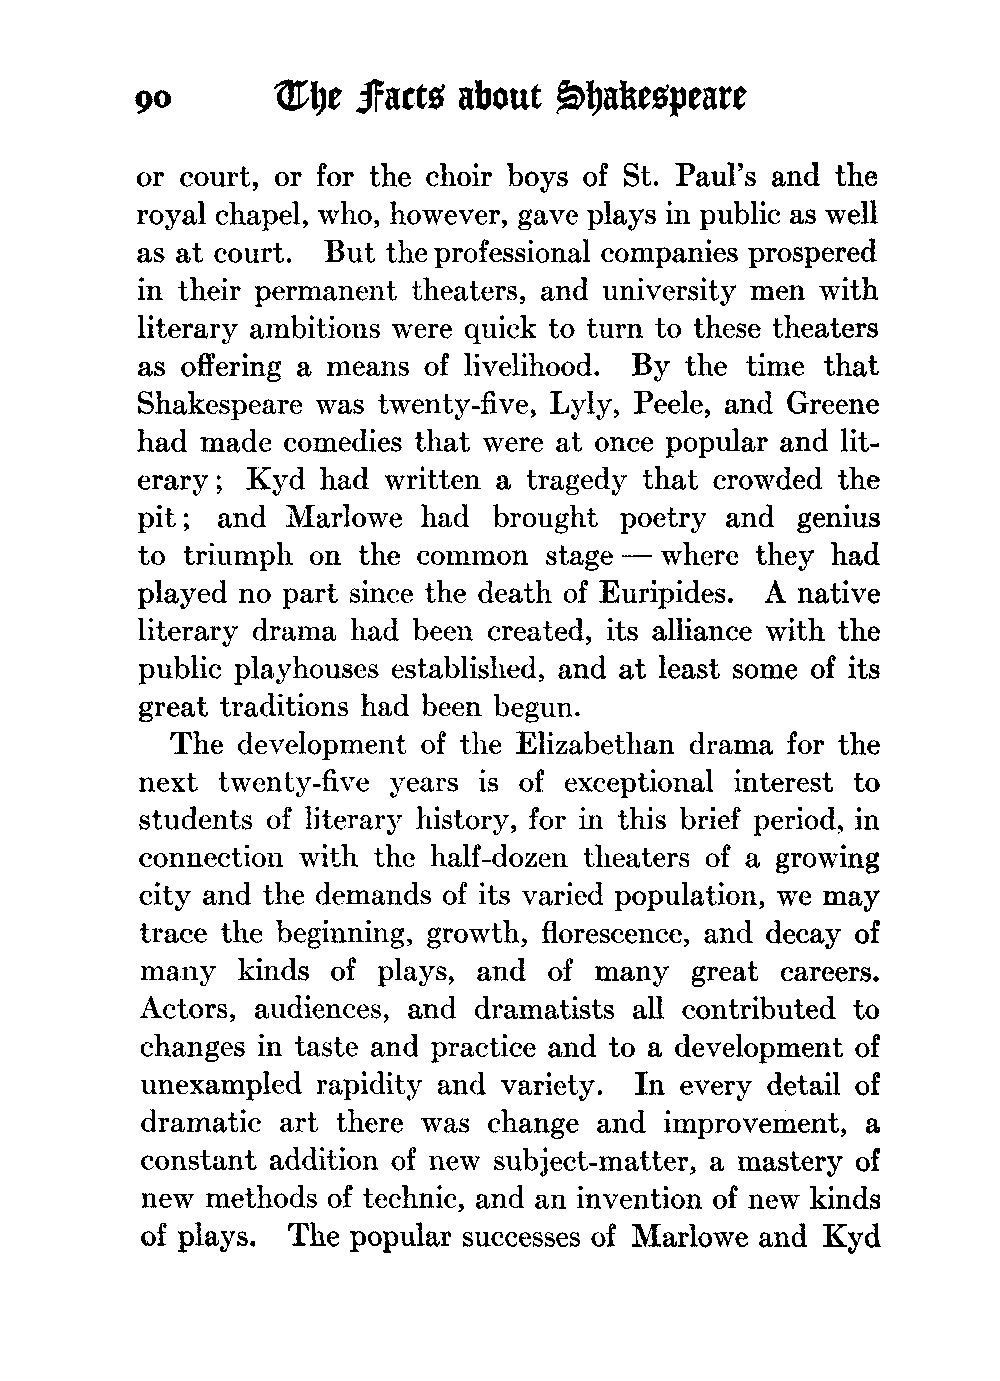 90 The Facts about Shakespeare
or court, or for the choir boys of St. Paul's and the
royal chapel, who, however, gave plays in public as well
as at court. But the professional companies prospered
in their permanent theaters, and university men with
literary ambitions were quick to turn to these theaters
as offering a means of livelihood. By the time that
Shakespeare was twenty-five, Lyly, Peele, and Greene
had made comedies that were at once popular and lit-
erary; Kyd had written a tragedy that crowded the
pit; and Marlowe had brought poetry and genius
to triumph on the common stage — where they had
played no part since the death of Euripides. A native
literary drama had been created, its alliance with the
public playhouses established, and at least some of its
great traditions had been begun.
The development of the Elizabethan drama for the
next twenty-five years is of exceptional interest to
students of literary history, for in this brief period, in
connection with the half-dozen theaters of a growing
city and the demands of its varied population, we may
trace the beginning, growth, florescence, and decay of
many kinds of plays, and of many great careers.
Actors, audiences, and dramatists all contributed to
changes in taste and practice and to a development of
unexampled rapidity and variety. In every detail of
dramatic art there was change and improvement, a
constant addition of new subject-matter, a mastery of
new methods of technic, and an invention of new kinds
of plays. The popular successes of Marlowe and Kyd